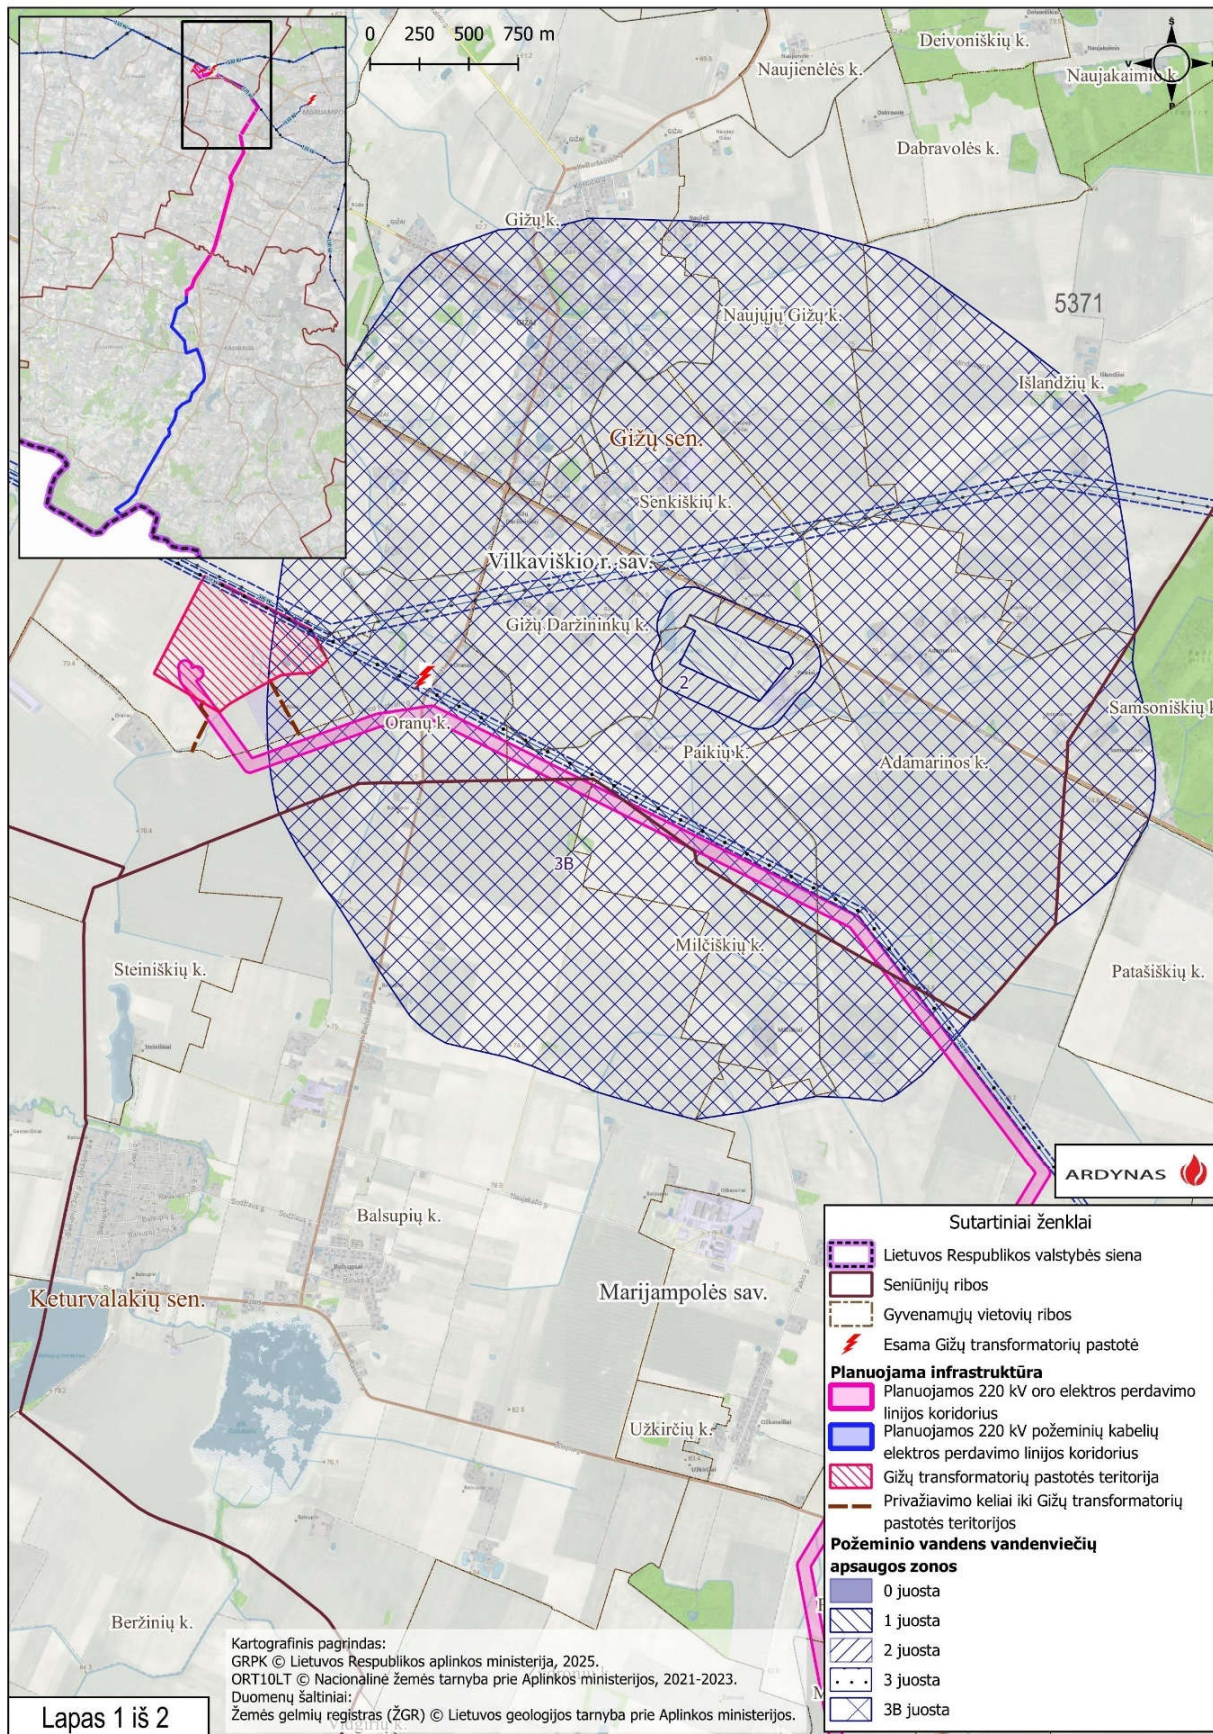 0 250 500 750 m
Deivoniškių k.
Naujienėlės k.
Naujakaimio k.
Dabravolės k.
Š
V
P
Gižų k.
Naujųjų Gižų k.
5371
Išlandžių k.
Gižų sen.
Senkiškių k.
Vilkaviškio r. sav.
Gižų Daržininkų k.
2
Oranų k.
Paikių k.
Adamarinos k.
Samsoniškių k
3B
Milčiškių k.
Patašiškių k.
Steiniškių k.
Balsupių k.
Keturvalakių sen.
Marijampolės sav.
Užkirčių k.
Beržinių k.
ARDYNAS
Sutartiniai ženklai
Lietuvos Respublikos valstybės siena
Seniūnijų ribos
Gyvenamųjų vietovių ribos
Esama Gižų transformatorių pastotė
Planuojama infrastruktūra
Planuojamos 220 kV oro elektros perdavimo
linijos koridorius
Planuojamos 220 kV požeminių kabelių
elektros perdavimo linijos koridorius
Gižų transformatorių pastotės teritorija
Privažiavimo keliai iki Gižų transformatorių
pastotės teritorijos
Požeminio vandens vandenviečių
apsaugos zonos
0 juosta
1 juosta
2 juosta
3 juosta
3B juosta
Kartografinis pagrindas:
GRPK © Lietuvos Respublikos aplinkos ministerija, 2025.
ORT10LT © Nacionalinė žemės tarnyba prie Aplinkos ministerijos, 2021-2023.
Duomenų šaltiniai:
Žemės gelmių registras (ŽGR) © Lietuvos geologijos tarnyba prie Aplinkos ministerijos.
Lapas 1 iš 2